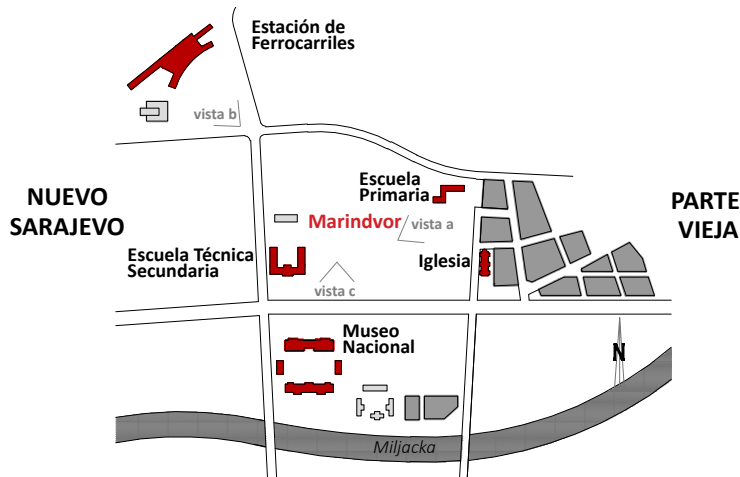 Estación de
Ferrocarriles
vista b
NUEVO
SARAJEVO
Escuela
Primaria
PARTE
VIEJA
Marindvor
vista a
Escuela Técnica
Secundaria
Iglesia
vista c
Museo
Nacional
N
Miljacka